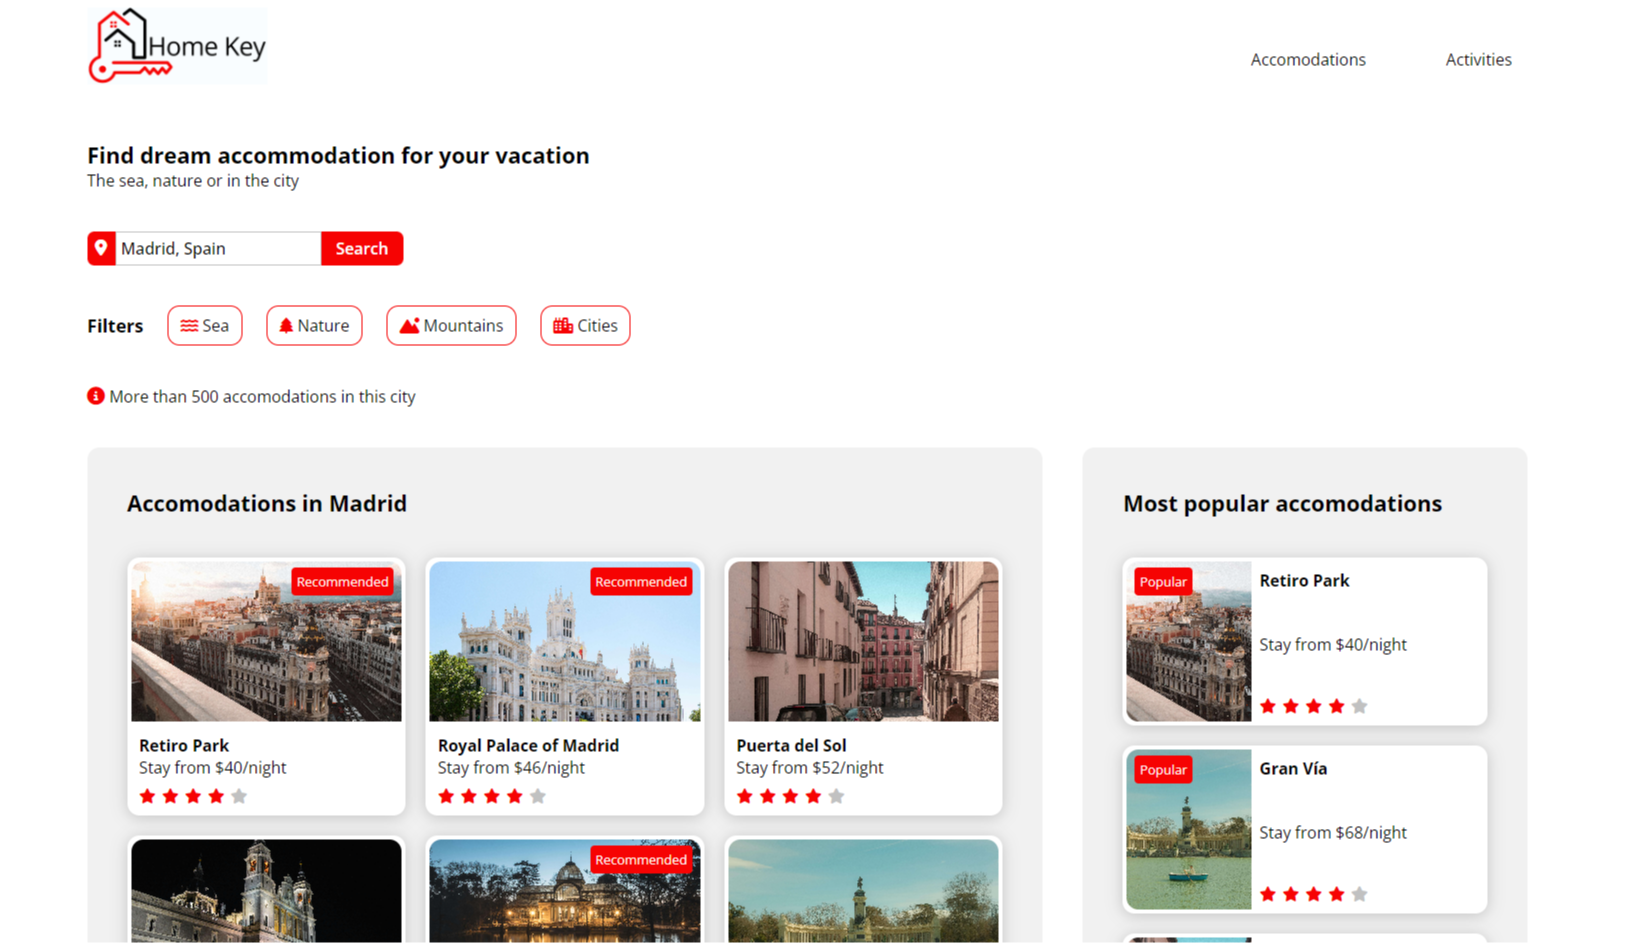 Home Key
Accomodations
Activities
Find dream accommodation for your vacation
The sea, nature or in the city
Madrid, Spain
Search
Filters
Sea
Nature
Mountains
Cities
More than 500 accomodations in this city
Accomodations in Madrid
Recommended
Retiro Park
Stay from $40/night
Recommended
Royal Palace of Madrid
Stay from $46/night
Puerta del Sol
Stay from $52/night
Recommended
Most popular accomodations
Popular
Retiro Park
Stay from $40/night
Popular
Gran Vía
Stay from $68/night